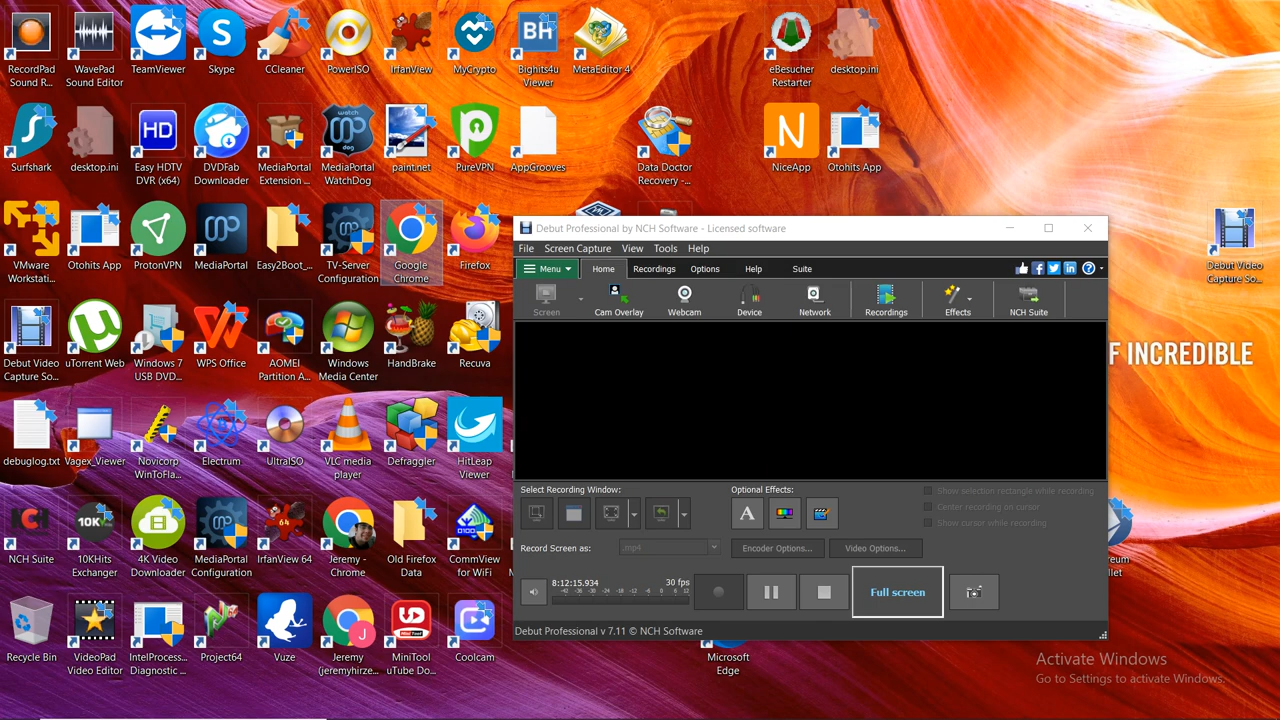 RecordPad Sound R...
WavePad Sound Editor
TeamViewer
Skype
CCleaner
PowerISO
IrfanView
MyCrypto
Bighits4u Viewer
MetaEditor 4
eBesucher Restarter
desktop.ini
Surfshark
desktop.ini
Easy HDTV DVR (x64)
DVDFab Downloader
MediaPortal Extension ...
MediaPortal WatchDog
paint.net
PureVPN
AppGrooves
Data Doctor Recovery -...
NiceApp
Otohits App
VMware Workstati...
Otohits App
ProtonVPN
MediaPortal
Easy2Boot_...
TV-Server Configuration
Google Chrome
Firefox
Debut Video Capture So...
uTorrent Web
Windows 7 USB DVD...
WPS Office
AOMEI Partition A...
Windows Media Center
HandBrake
Recuva
debuglog.txt
Vagex_Viewer
Novicorp WinToFla...
Electrum
UltraISO
VLC media player
Defraggler
HitLeap Viewer
NCH Suite
10KHits Exchanger
4K Video Downloader
MediaPortal Configuration
IrfanView 64
Jeremy - Chrome
Old Firefox Data
CommView for WiFi
Recycle Bin
VideoPad Video Editor
IntelProcess... Diagnostic ...
Project64
Vuze
Jeremy (jeremyhirze...
MiniTool uTube Do...
Coolcam
Debut Professional by NCH Software - Licensed software
File Screen Capture View Tools Help
Menu Home Recordings Options Help Suite
Screen Cam Overlay Webcam Device Network Recordings Effects NCH Suite
Select Recording Window:
Optional Effects:
Show selection rectangle while recording
Center recording on cursor
Show cursor while recording
Record Screen as: .mp4 Encoder Options... Video Options...
8:12:15.934 30 fps
-42 -36 -30 -24 -18 -12 -6 0 6 12
Full screen
Debut Professional v 7.11 © NCH Software
Debut Video Capture So...
F INCREDIBLE
Microsoft Edge
Activate Windows
Go to Settings to activate Windows.